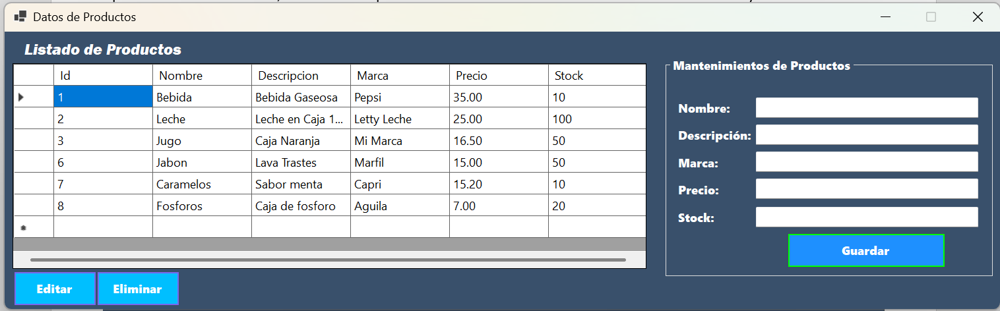 Datos de Productos
Listado de Productos
Id Nombre Descripcion Marca Precio Stock
1 Bebida Bebida Gaseosa Pepsi 35.00 10
2 Leche Leche en Caja 1... Letty Leche 25.00 100
3 Jugo Caja Naranja Mi Marca 16.50 50
6 Jabon Lava Trastes Marfil 15.00 50
7 Caramelos Sabor menta Capri 15.20 10
8 Fosforos Caja de fosforo Aguila 7.00 20
Editar Eliminar
Mantenimientos de Productos
Nombre:
Descripción:
Marca:
Precio:
Stock:
Guardar